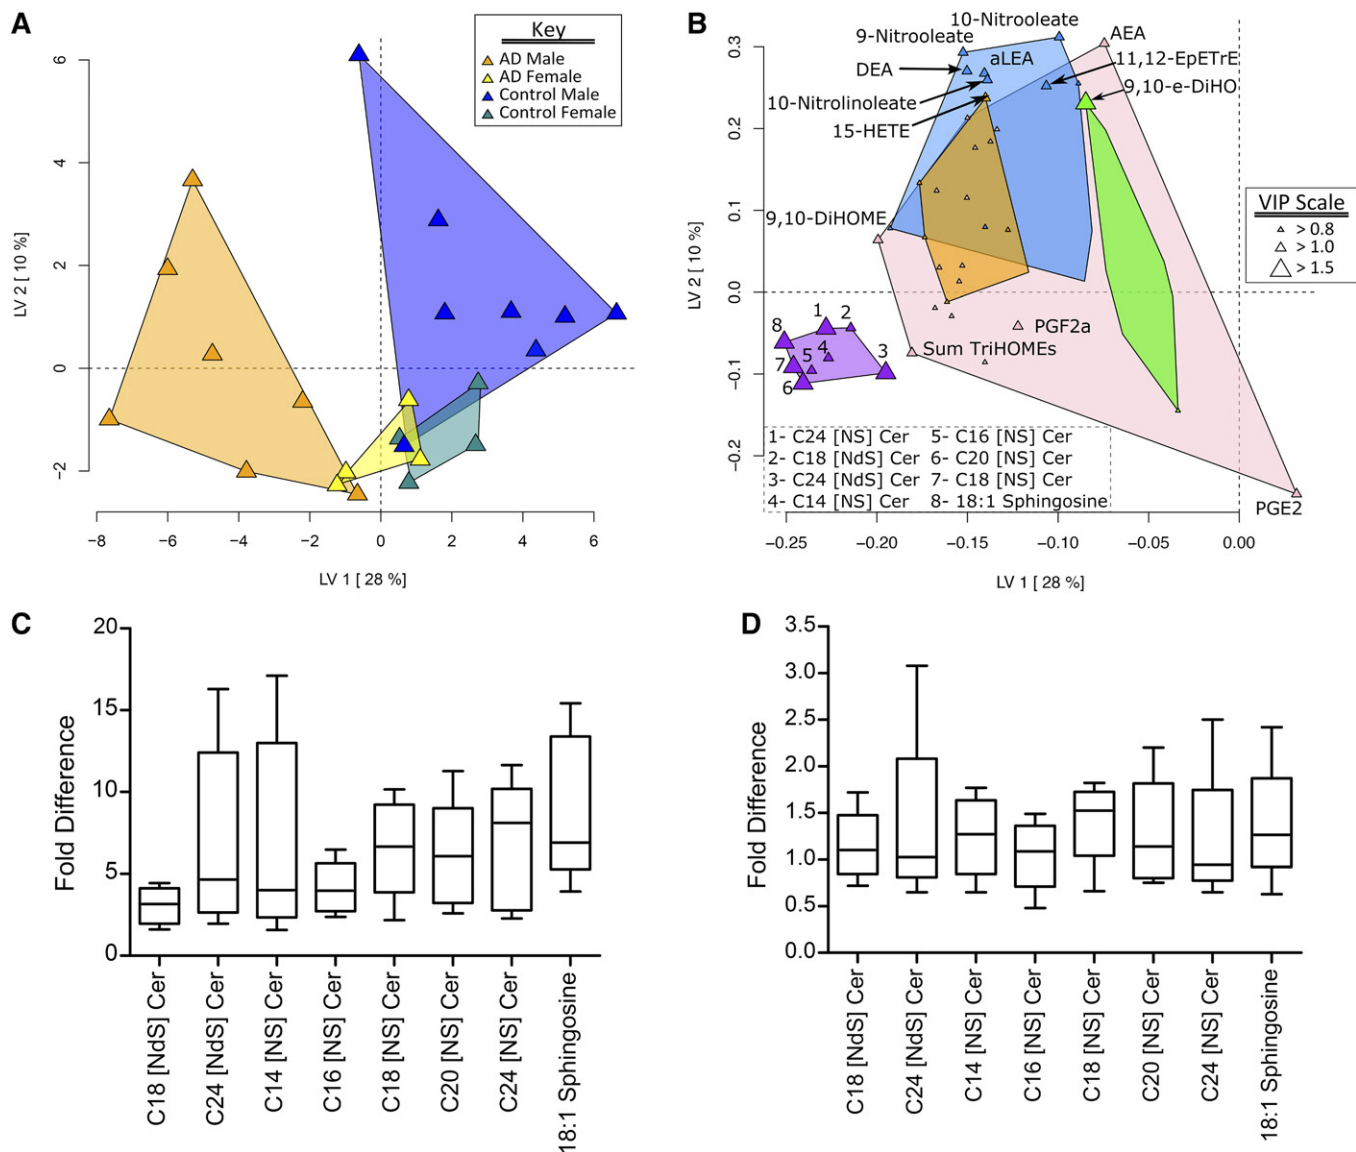 A
Key
AD Male
AD Female
Control Male
Control Female
6
4
2
0
−2
−8
−6
−4
−2
0
2
4
6
LV 2 [ 10 %]
LV 1 [ 28 %]
B
10-Nitrooleate
AEA
9-Nitrooleate
aLEA
11,12-EpETrE
DEA
9,10-e-DiHO
10-Nitrolinoleate
15-HETE
9,10-DiHOME
VIP Scale
> 0.8
> 1.0
> 1.5
1
2
8
4
3
5
7
6
PGF2a
Sum TriHOMEs
PGE2
1- C24 [NS] Cer 5- C16 [NS] Cer
2- C18 [NdS] Cer 6- C20 [NS] Cer
3- C24 [NdS] Cer 7- C18 [NS] Cer
4- C14 [NS] Cer 8- 18:1 Sphingosine
0.3
0.2
0.1
0.0
−0.1
−0.2
−0.25
−0.20
−0.15
−0.10
−0.05
0.00
LV 2 [ 10 %]
LV 1 [ 28 %]
C
20
15
10
5
0
Fold Difference
C18 [NdS] Cer
C24 [NdS] Cer
C14 [NS] Cer
C16 [NS] Cer
C18 [NS] Cer
C20 [NS] Cer
C24 [NS] Cer
18:1 Sphingosine
D
3.5
3.0
2.5
2.0
1.5
1.0
0.5
0.0
Fold Difference
C18 [NdS] Cer
C24 [NdS] Cer
C14 [NS] Cer
C16 [NS] Cer
C18 [NS] Cer
C20 [NS] Cer
C24 [NS] Cer
18:1 Sphingosine